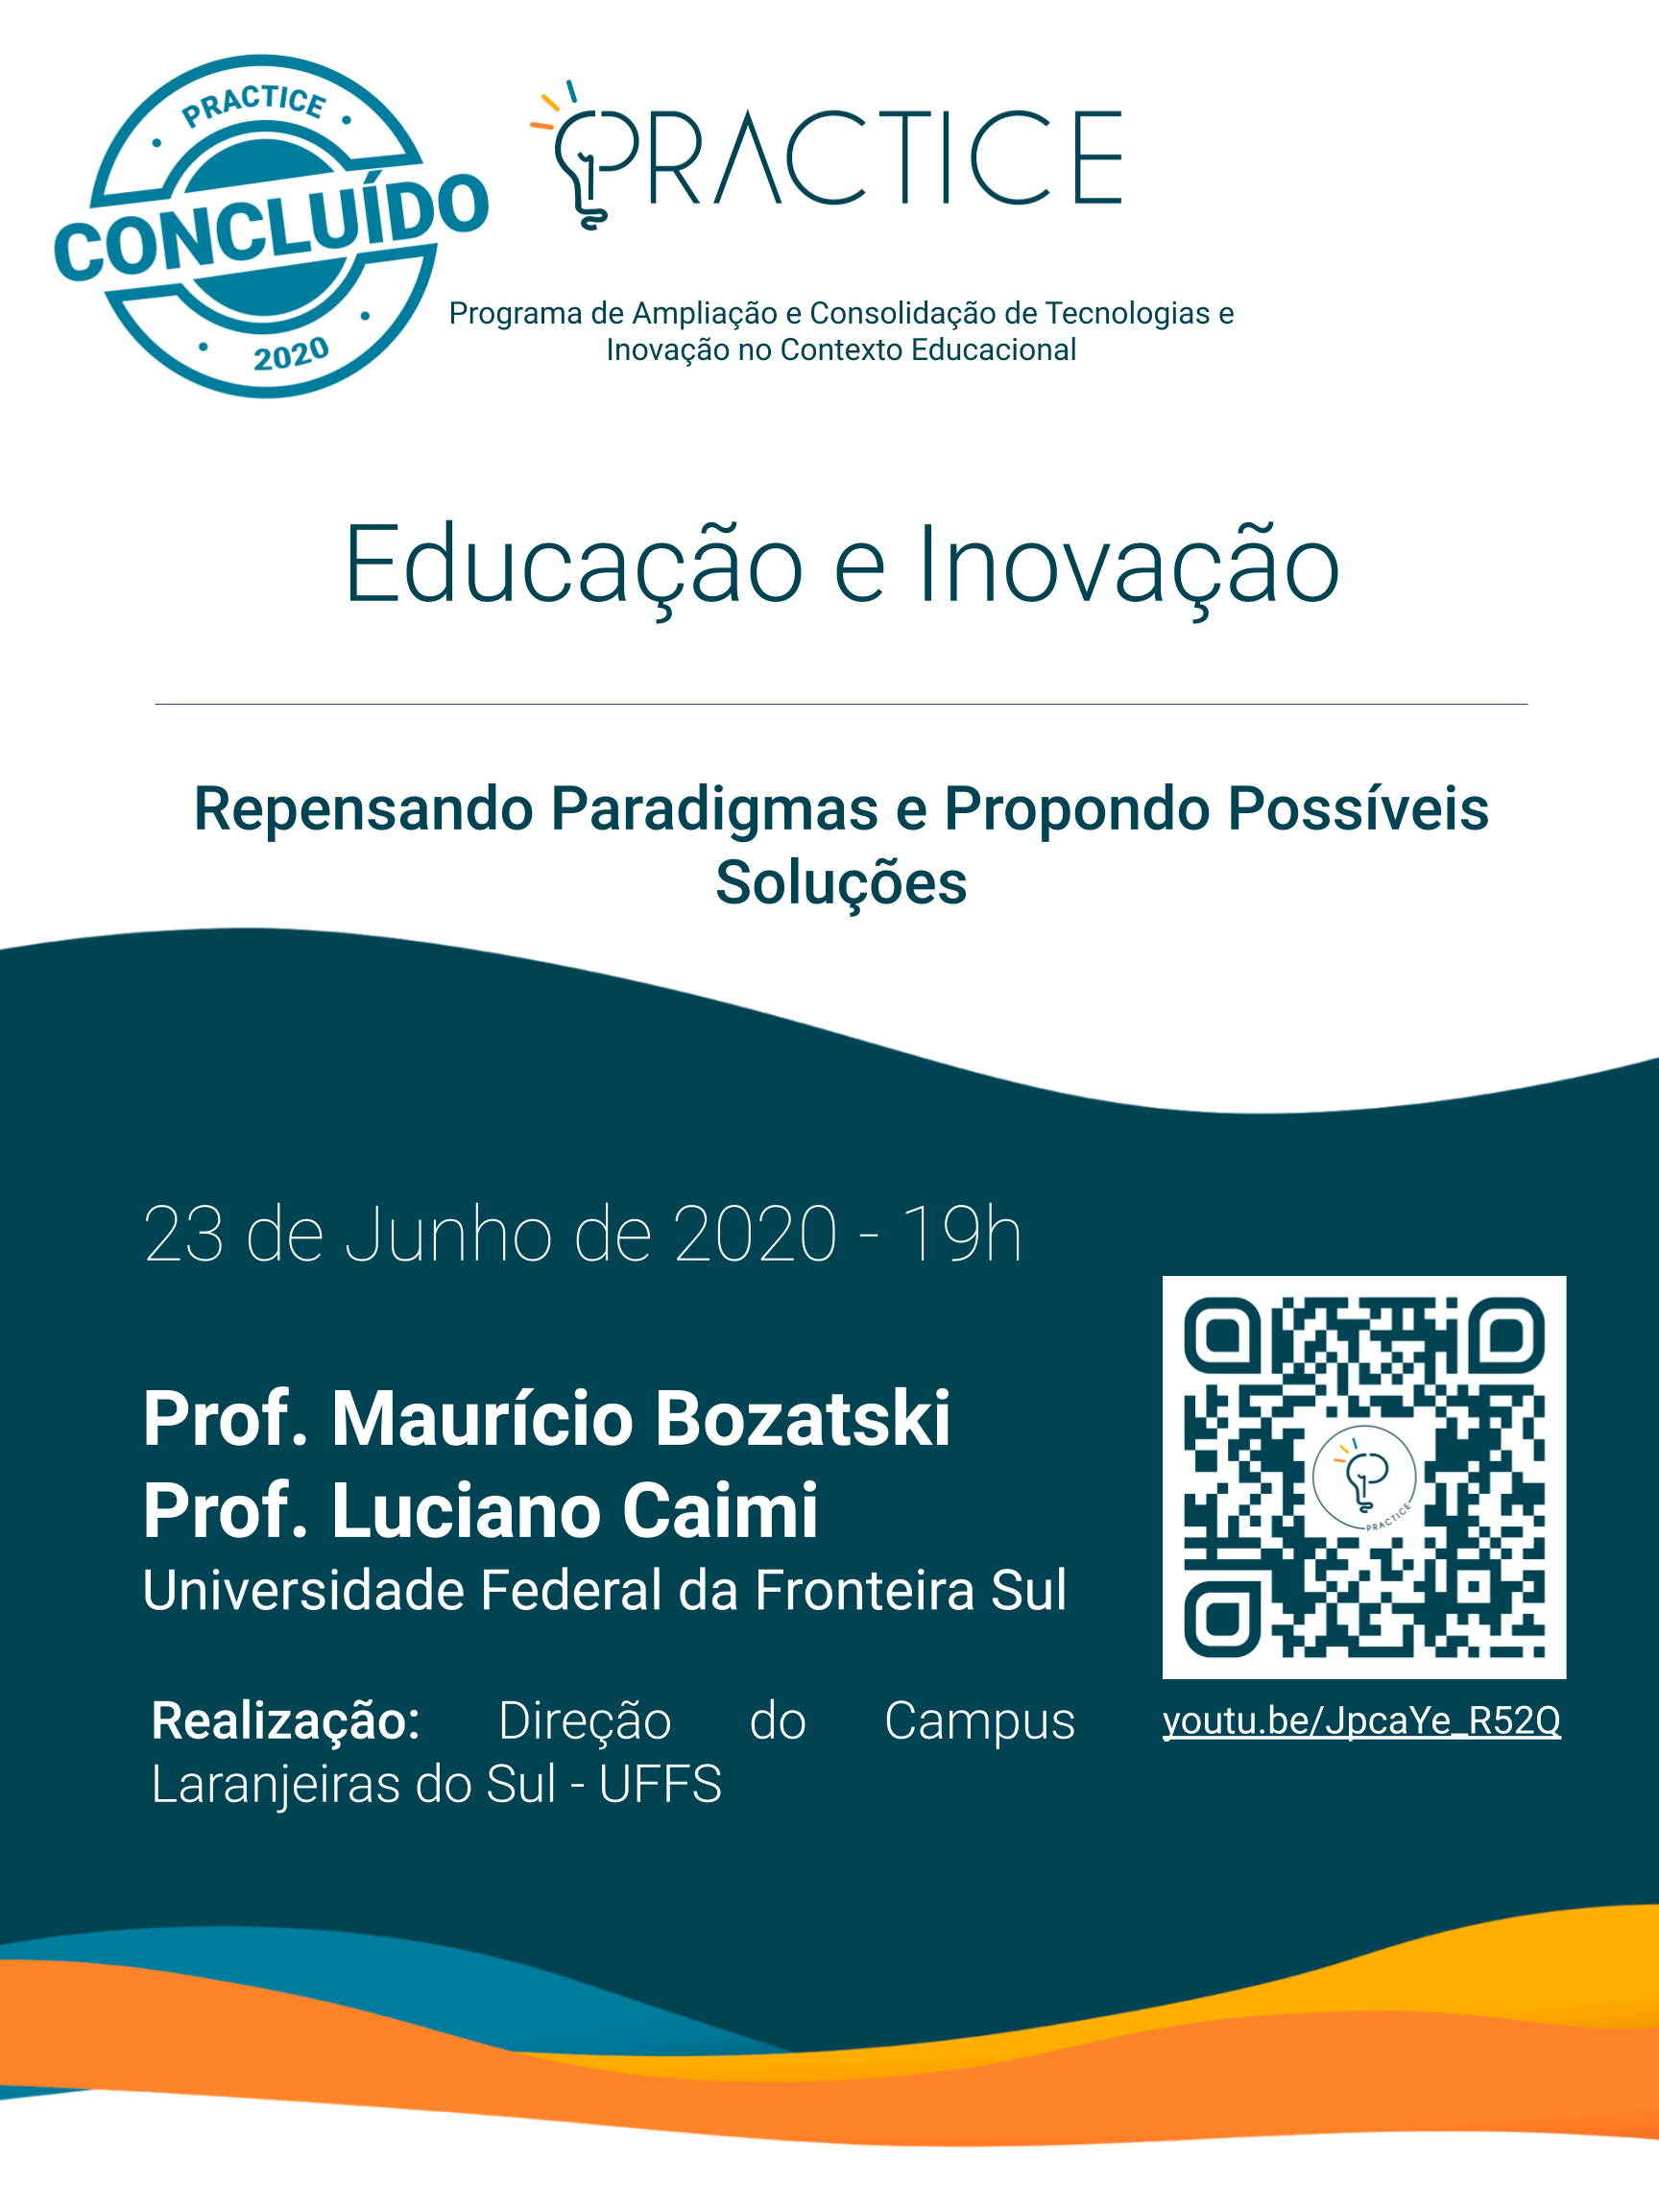 PRACTICE
CONCLUÍDO
2020
PRACTICE
Programa de Ampliação e Consolidação de Tecnologias e
Inovação no Contexto Educacional
Educação e Inovação
Repensando Paradigmas e Propondo Possíveis
Soluções
23 de Junho de 2020 - 19h
Prof. Maurício Bozatski
Prof. Luciano Caimi
Universidade Federal da Fronteira Sul
PRACTICE
Realização: Direção do Campus
Laranjeiras do Sul - UFFS
youtu.be/JpcaYe_R52Q